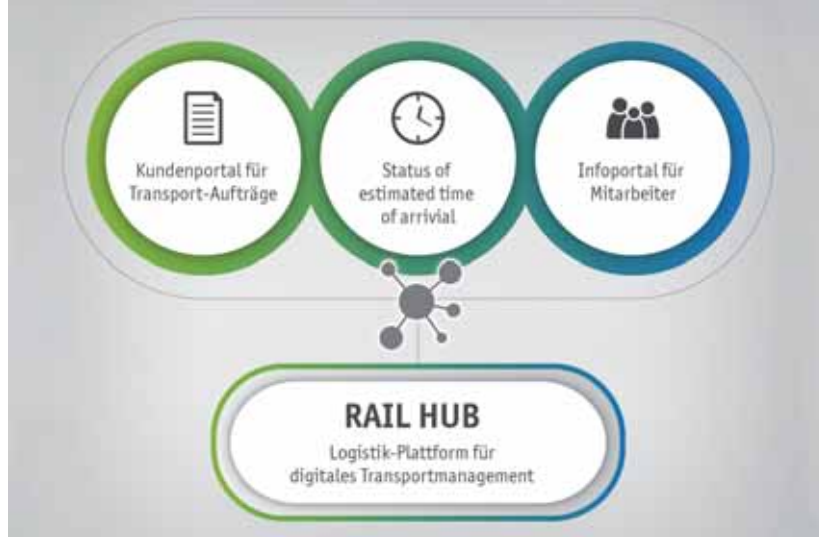 Kundenportal für
Transport-Aufträge
Status of
estimated time
of arrivial
Infoportal für
Mitarbeiter
RAIL HUB
Logistik-Plattform für
digitales Transportmanagement